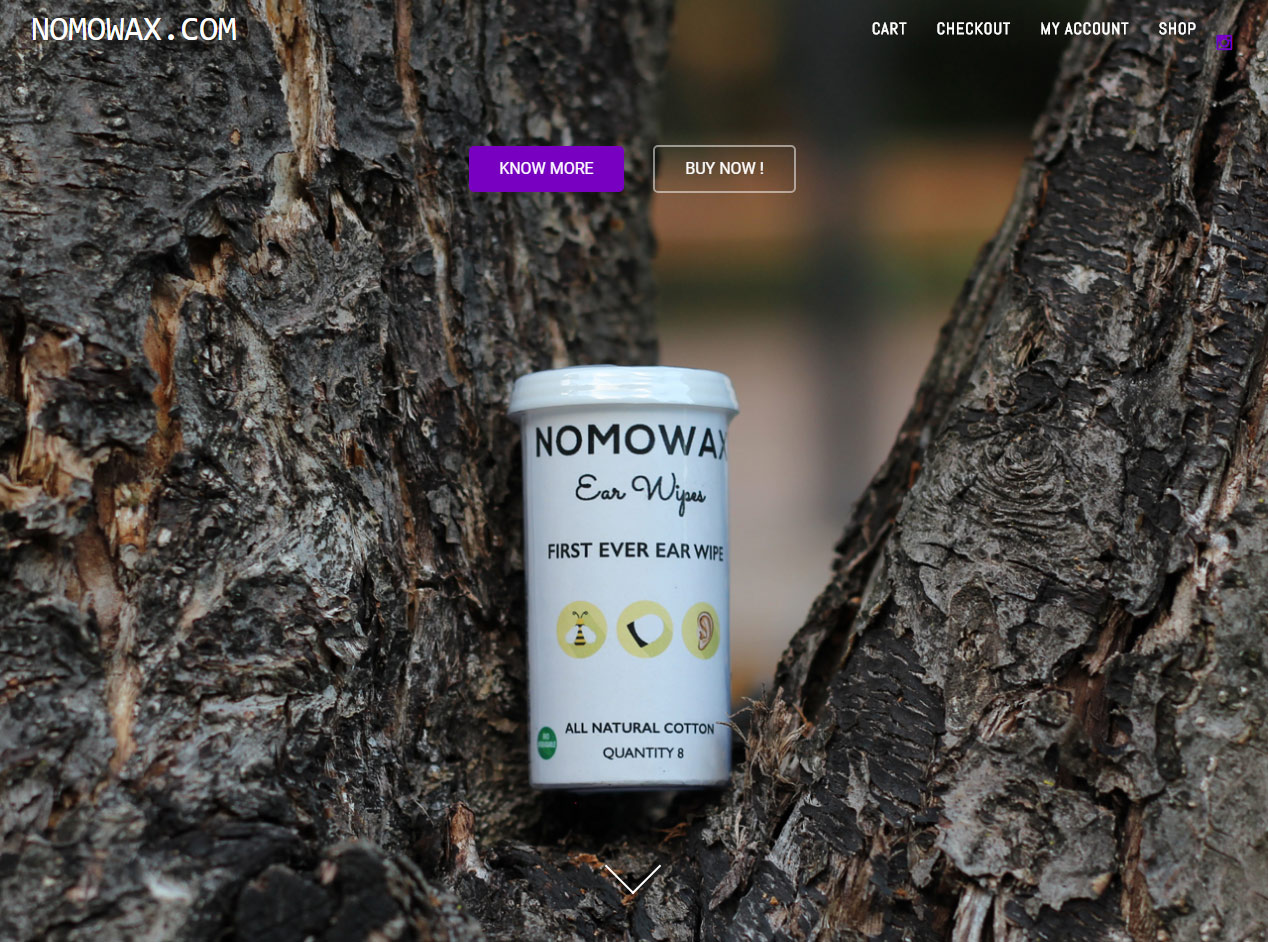 NOMOWAX.COM
CART CHECKOUT MY ACCOUNT SHOP
KNOW MORE BUY NOW !
NOMOWAX
Ear Wipes
FIRST EVER EAR WIPE
ALL NATURAL COTTON
QUANTITY 8